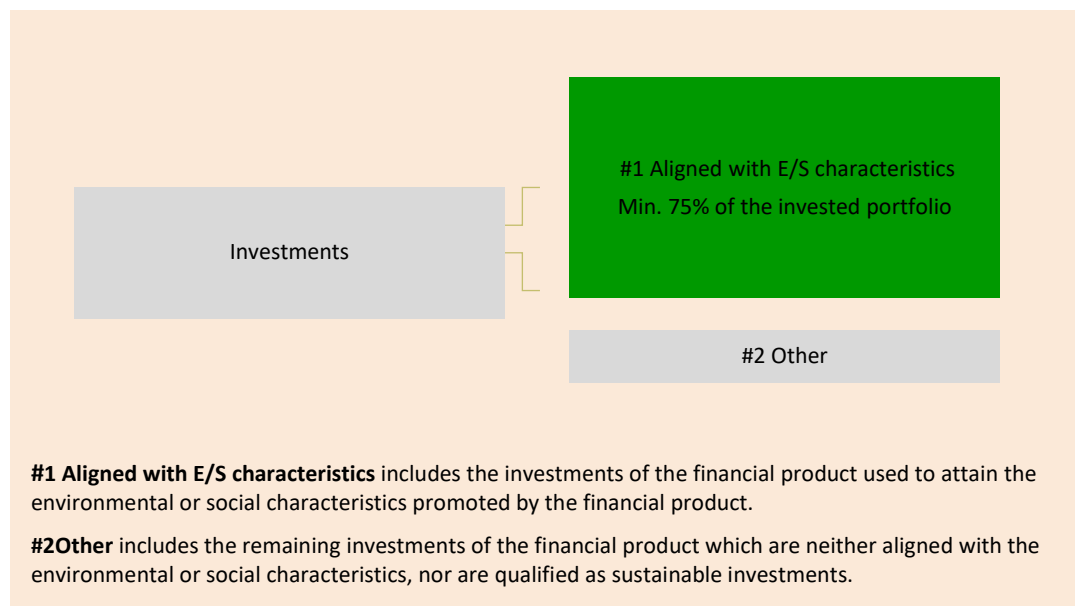 #1 Aligned with E/S characteristics
Min. 75% of the invested portfolio
Investments
#2 Other
#1 Aligned with E/S characteristics includes the investments of the financial product used to attain the
environmental or social characteristics promoted by the financial product.
#2Other includes the remaining investments of the financial product which are neither aligned with the
environmental or social characteristics, nor are qualified as sustainable investments.